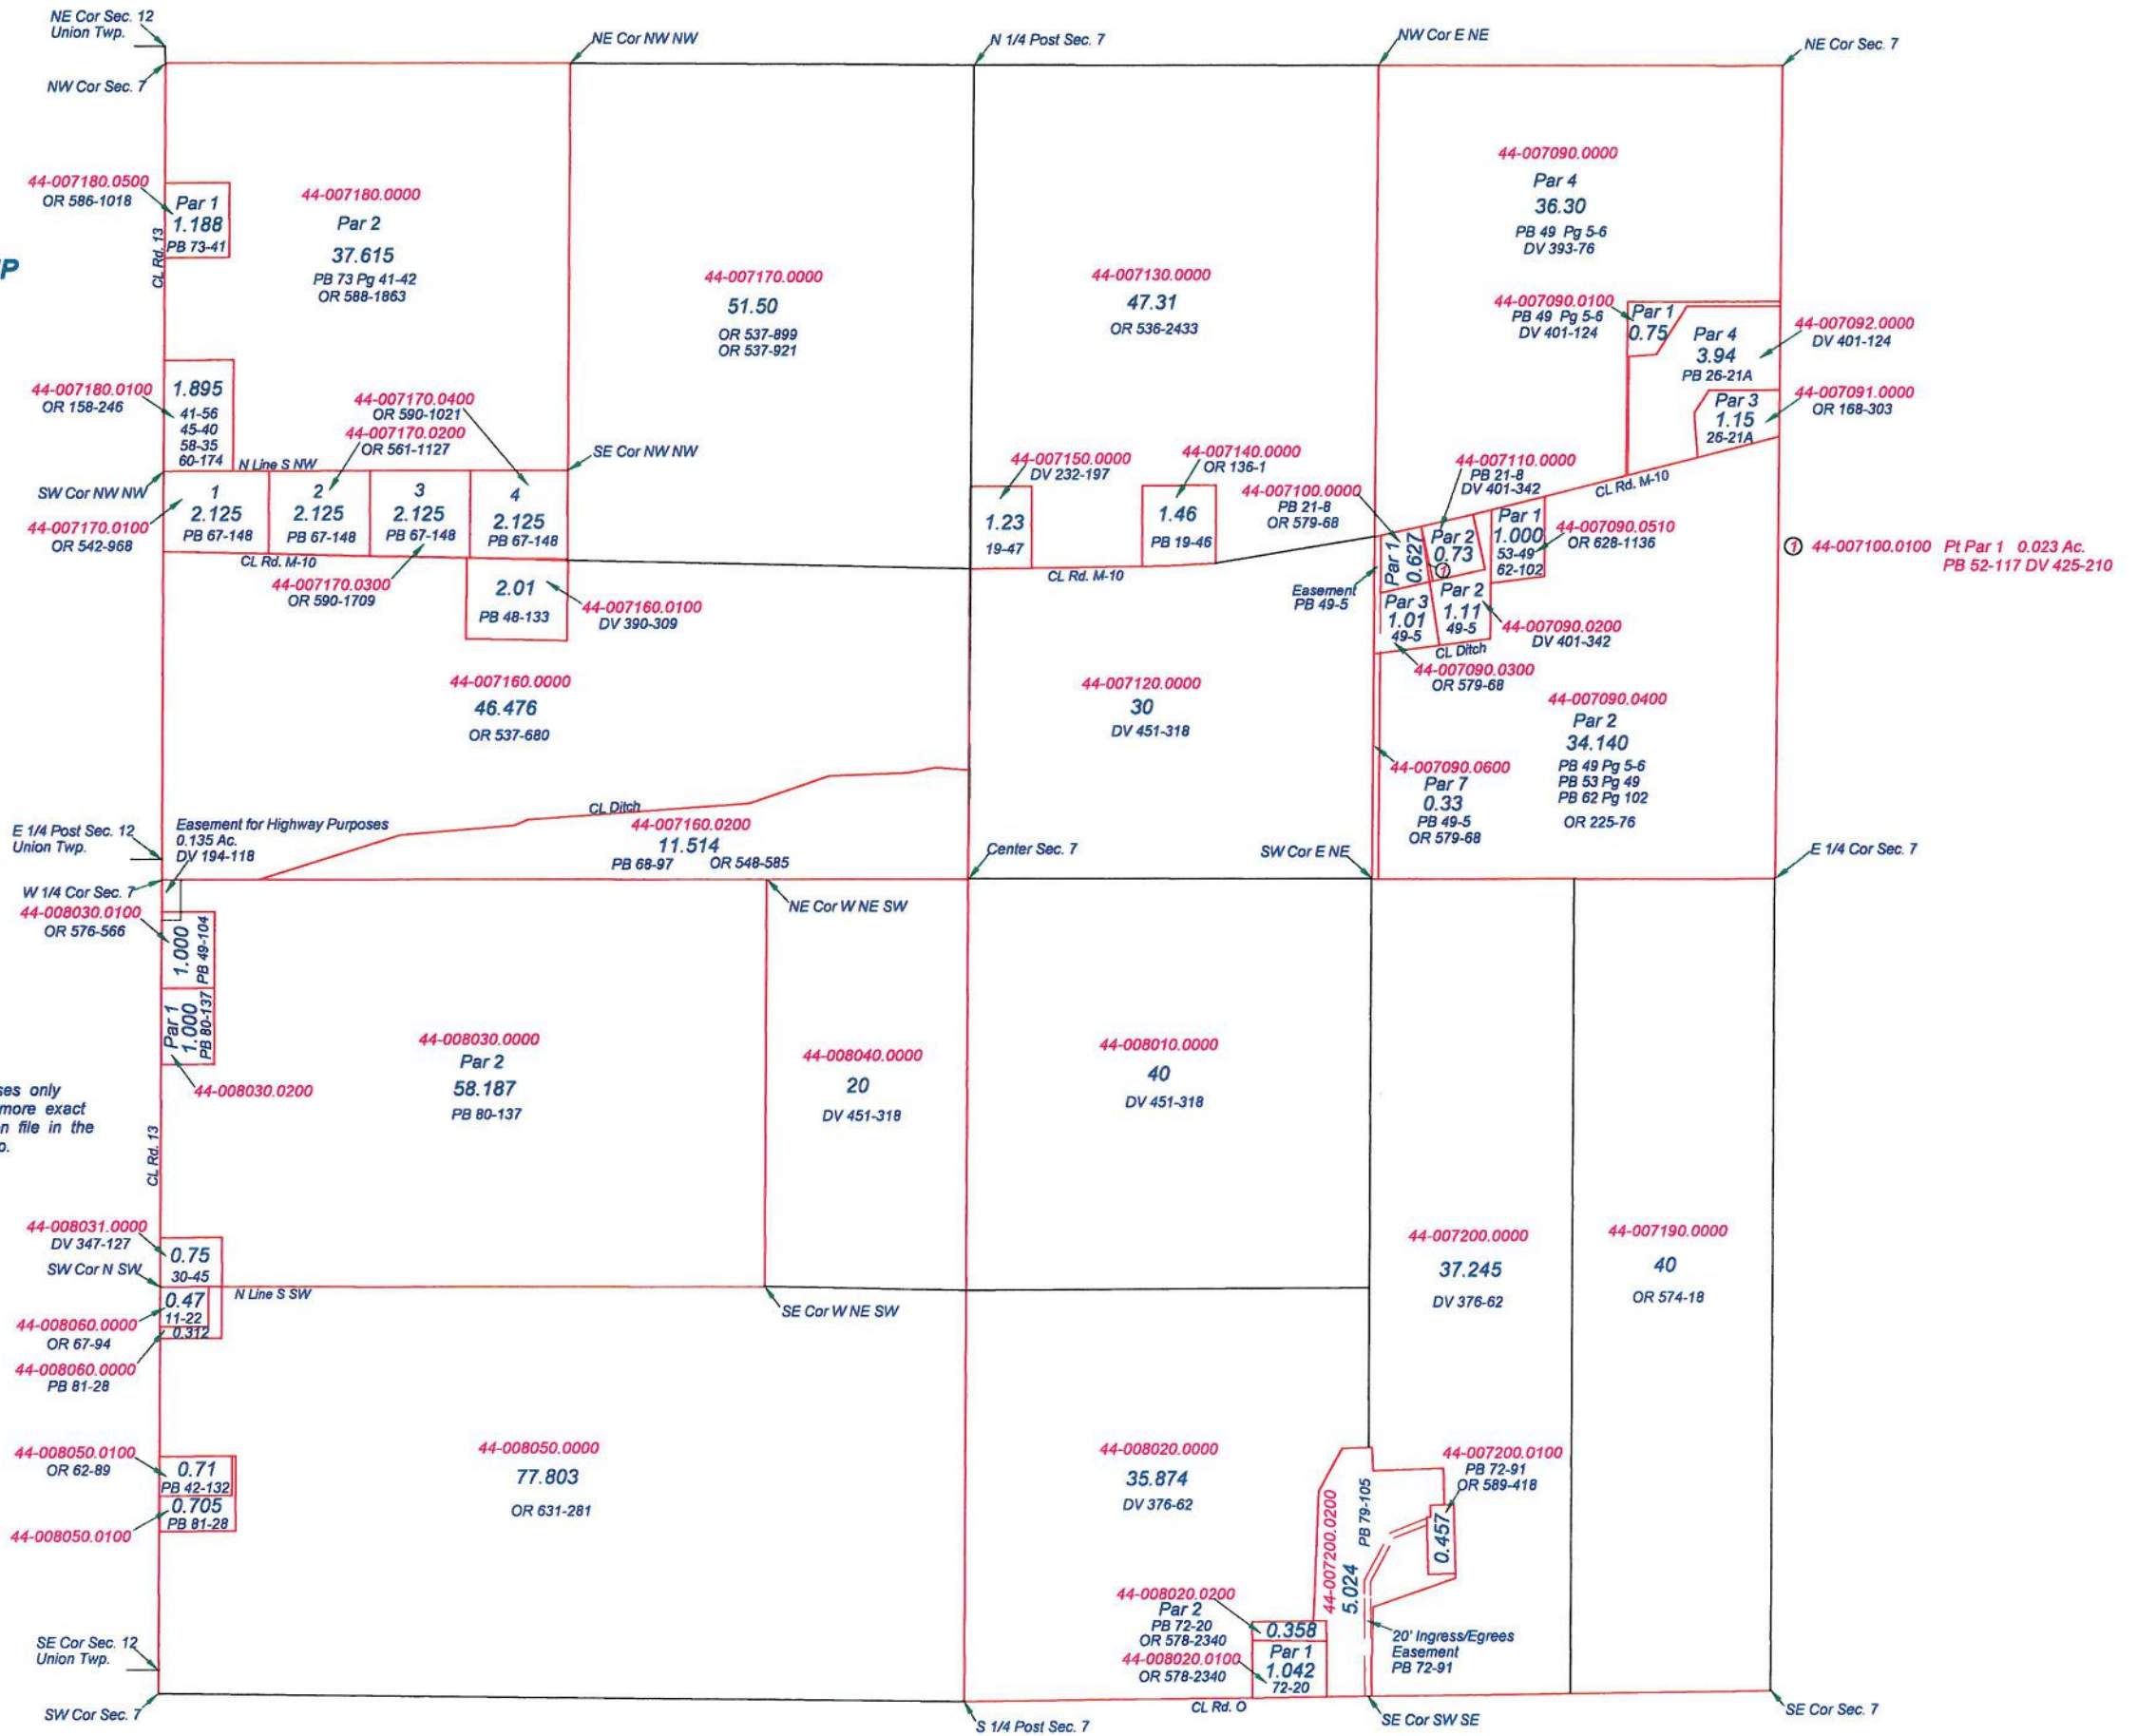 NE Cor Sec. 12
Union Twp.
NE Cor NW NW
N 1/4 Post Sec. 7
NW Cor E NE
NE Cor Sec. 7
NW Cor Sec. 7
44-007180.0500
OR 586-1018
Par 1
1.188
PB 73-41
CL Rd. 13
44-007180.0000
Par 2
37.615
PB 73 Pg 41-42
OR 588-1863
P
44-007170.0000
51.50
OR 537-899
OR 537-921
44-007130.0000
47.31
OR 536-2433
44-007090.0000
Par 4
36.30
PB 49 Pg 5-6
DV 393-76
44-007090.0100
PB 49 Pg 5-6
DV 401-124
Par 1
0.75
Par 4
3.94
PB 26-21A
44-007092.0000
DV 401-124
Par 3
1.15
26-21A
44-007091.0000
OR 168-303
44-007180.0100
OR 158-246
1.895
41-56
45-40
58-35
60-174
44-007170.0400
OR 590-1021
44-007170.0200
OR 561-1127
N Line S NW
SE Cor NW NW
SW Cor NW NW
44-007170.0100
OR 542-968
1
2.125
PB 67-148
2
2.125
PB 67-148
3
2.125
PB 67-148
4
2.125
PB 67-148
CL Rd. M-10
44-007170.0300
OR 590-1709
2.01
PB 48-133
44-007160.0100
DV 390-309
44-007150.0000
DV 232-197
1.23
19-47
44-007140.0000
OR 136-1
1.46
PB 19-46
CL Rd. M-10
44-007100.0000
PB 21-8
OR 579-68
44-007110.0000
PB 21-8
DV 401-342
CL Rd. M-10
Par 1
0.627
Par 2
0.73
1
Par 1
1.000
53-49
62-102
44-007090.0510
OR 628-1136
1 44-007100.0100 Pt Par 1 0.023 Ac.
PB 52-117 DV 425-210
Easement
PB 49-5
Par 3
1.01
49-5
Par 2
1.11
49-5
44-007090.0200
DV 401-342
CL Ditch
44-007090.0300
OR 579-68
44-007160.0000
46.476
OR 537-680
44-007120.0000
30
DV 451-318
44-007090.0400
Par 2
34.140
PB 49 Pg 5-6
PB 53 Pg 49
PB 62 Pg 102
OR 225-76
44-007090.0600
Par 7
0.33
PB 49-5
OR 579-68
CL Ditch
44-007160.0200
11.514
PB 68-97 OR 548-585
E 1/4 Post Sec. 12
Union Twp.
Easement for Highway Purposes
0.135 Ac.
DV 194-118
Center Sec. 7
SW Cor E NE
E 1/4 Cor Sec. 7
W 1/4 Cor Sec. 7
44-008030.0100
OR 576-566
1.000
PB 49-104
NE Cor W NE SW
Par 1
1.000
PB 80-137
44-008030.0200
44-008030.0000
Par 2
58.187
PB 80-137
44-008040.0000
20
DV 451-318
44-008010.0000
40
DV 451-318
ses only
more exact
n file in the
p.
CL Rd. 13
44-008031.0000
DV 347-127
0.75
30-45
SW Cor N SW
N Line S SW
0.47
11-22
0.312
44-008060.0000
OR 67-94
44-008060.0000
PB 81-28
SE Cor W NE SW
44-007200.0000
37.245
DV 376-62
44-007190.0000
40
OR 574-18
44-008050.0100
OR 62-89
0.71
PB 42-132
0.705
PB 81-28
44-008050.0100
44-008050.0000
77.803
OR 631-281
44-008020.0000
35.874
DV 376-62
44-007200.0200
5.024
PB 79-105
44-007200.0100
PB 72-91
OR 589-418
0.457
44-008020.0200
Par 2
PB 72-20
OR 578-2340
44-008020.0100
OR 578-2340
0.358
Par 1
1.042
72-20
20' Ingress/Egrees
Easement
PB 72-91
SE Cor Sec. 12
Union Twp.
SW Cor Sec. 7
S 1/4 Post Sec. 7
CL Rd. O
SE Cor SW SE
SE Cor Sec. 7